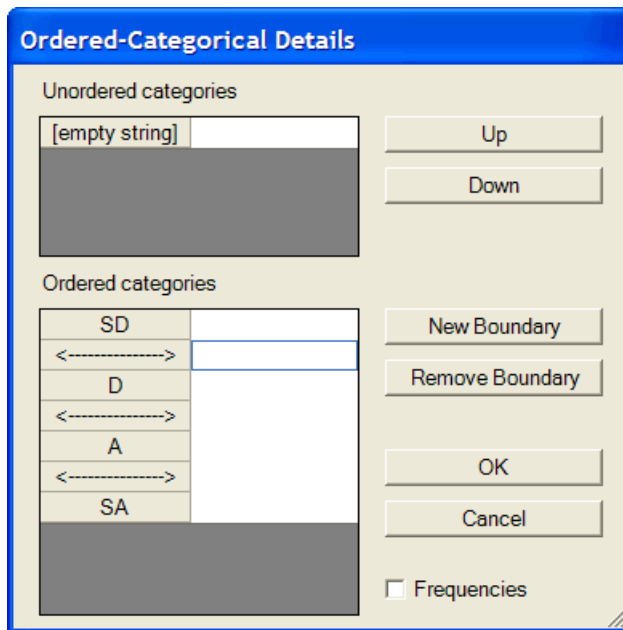 Ordered-Categorical Details
Unordered categories
[empty string]
Up
Down
Ordered categories
SD
<--------------->
D
<--------------->
A
<--------------->
SA
New Boundary
Remove Boundary
OK
Cancel
Frequencies